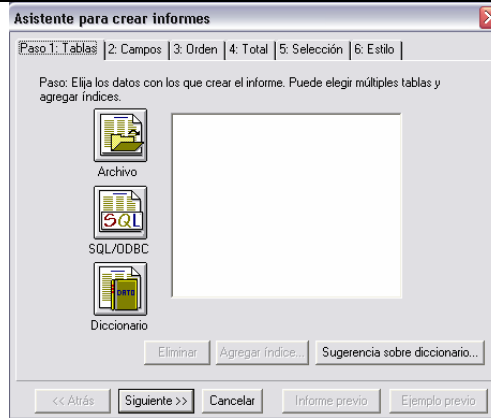 Asistente para crear informes
Paso 1: Tablas 2: Campos 3: Orden 4: Total 5: Selección 6: Estilo
Paso: Elija los datos con los que crear el informe. Puede elegir múltiples tablas y
agregar índices.
Archivo
SQL
SQL/ODBC
DATO
Diccionario
Eliminar Agregar índice... Sugerencia sobre diccionario...
<< Atrás Siguiente >> Cancelar Informe previo Ejemplo previo